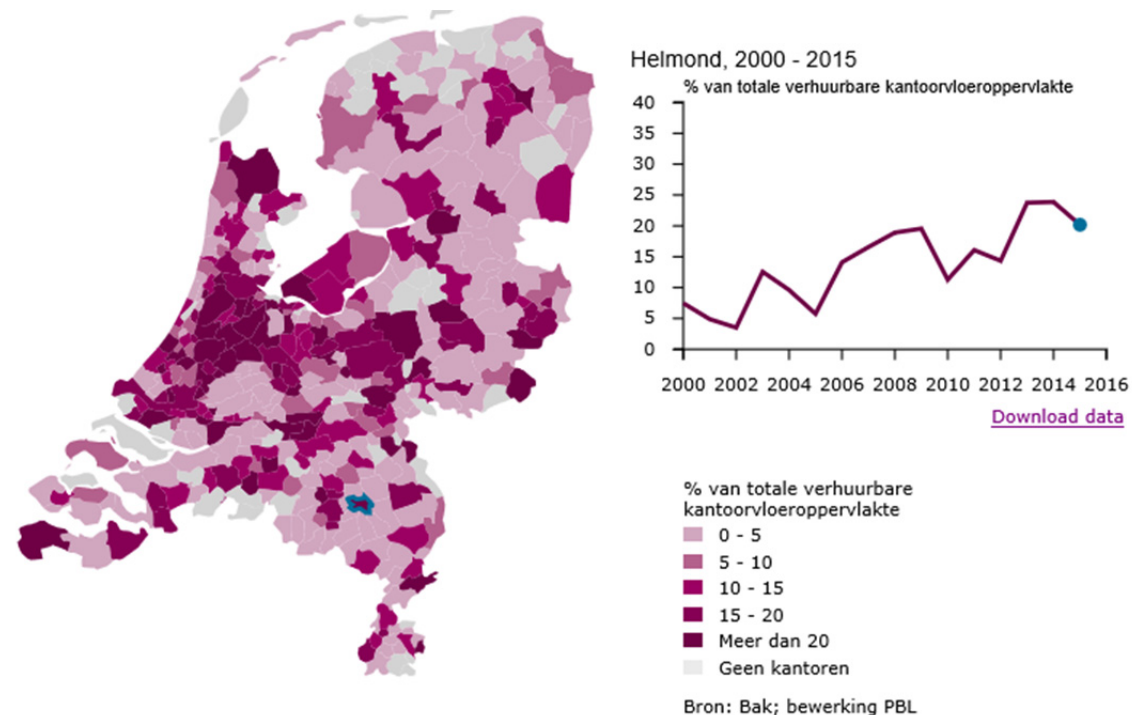 Helmond, 2000 - 2015
% van totale verhuurbare kantoorvloeroppervlakte
40
35
30
25
20
15
10
5
0
2000 2002 2004 2006 2008 2010 2012 2014 2016
Download data
% van totale verhuurbare
kantoorvloeroppervlakte
0 - 5
5 - 10
10 - 15
15 - 20
Meer dan 20
Geen kantoren
Bron: Bak; bewerking PBL